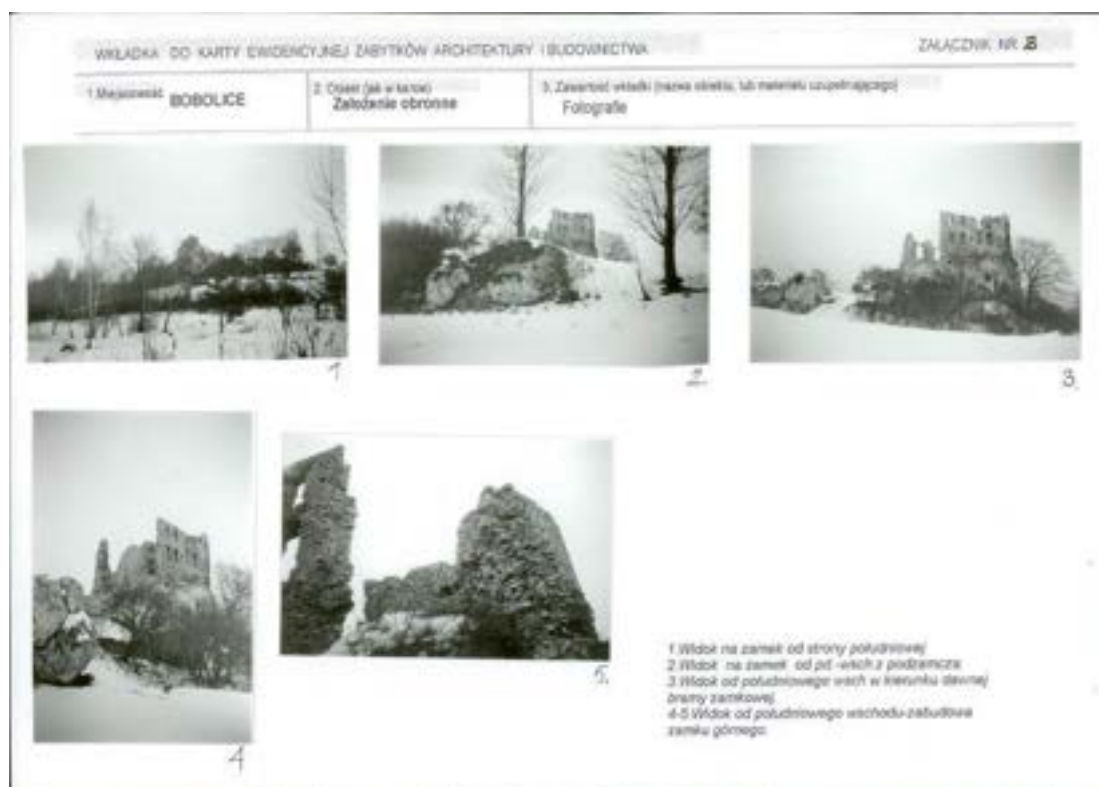 WKŁADKA DO KARTY EWIDENCYJNEJ ZABYTKÓW ARCHITEKTURY I BUDOWNICTWA
ZAŁĄCZNIK NR
1.Miejscowość BOBOLICE
2. Obiekt (jak w karcie)
Założenie obronne
3. Zawartość wkładki (nazwa obiektu, lub materiału uzupełniającego)
Fotografie
1
2.
3.
4
5.
1.Widok na zamek od strony południowej
2.Widok na zamek od płd.-wsch z podzamcza
3.Widok od południowego wsch w kierunku dawnej
bramy zamkowej.
4-5.Widok od południowego wschodu-zabudowa
zamku górnego.